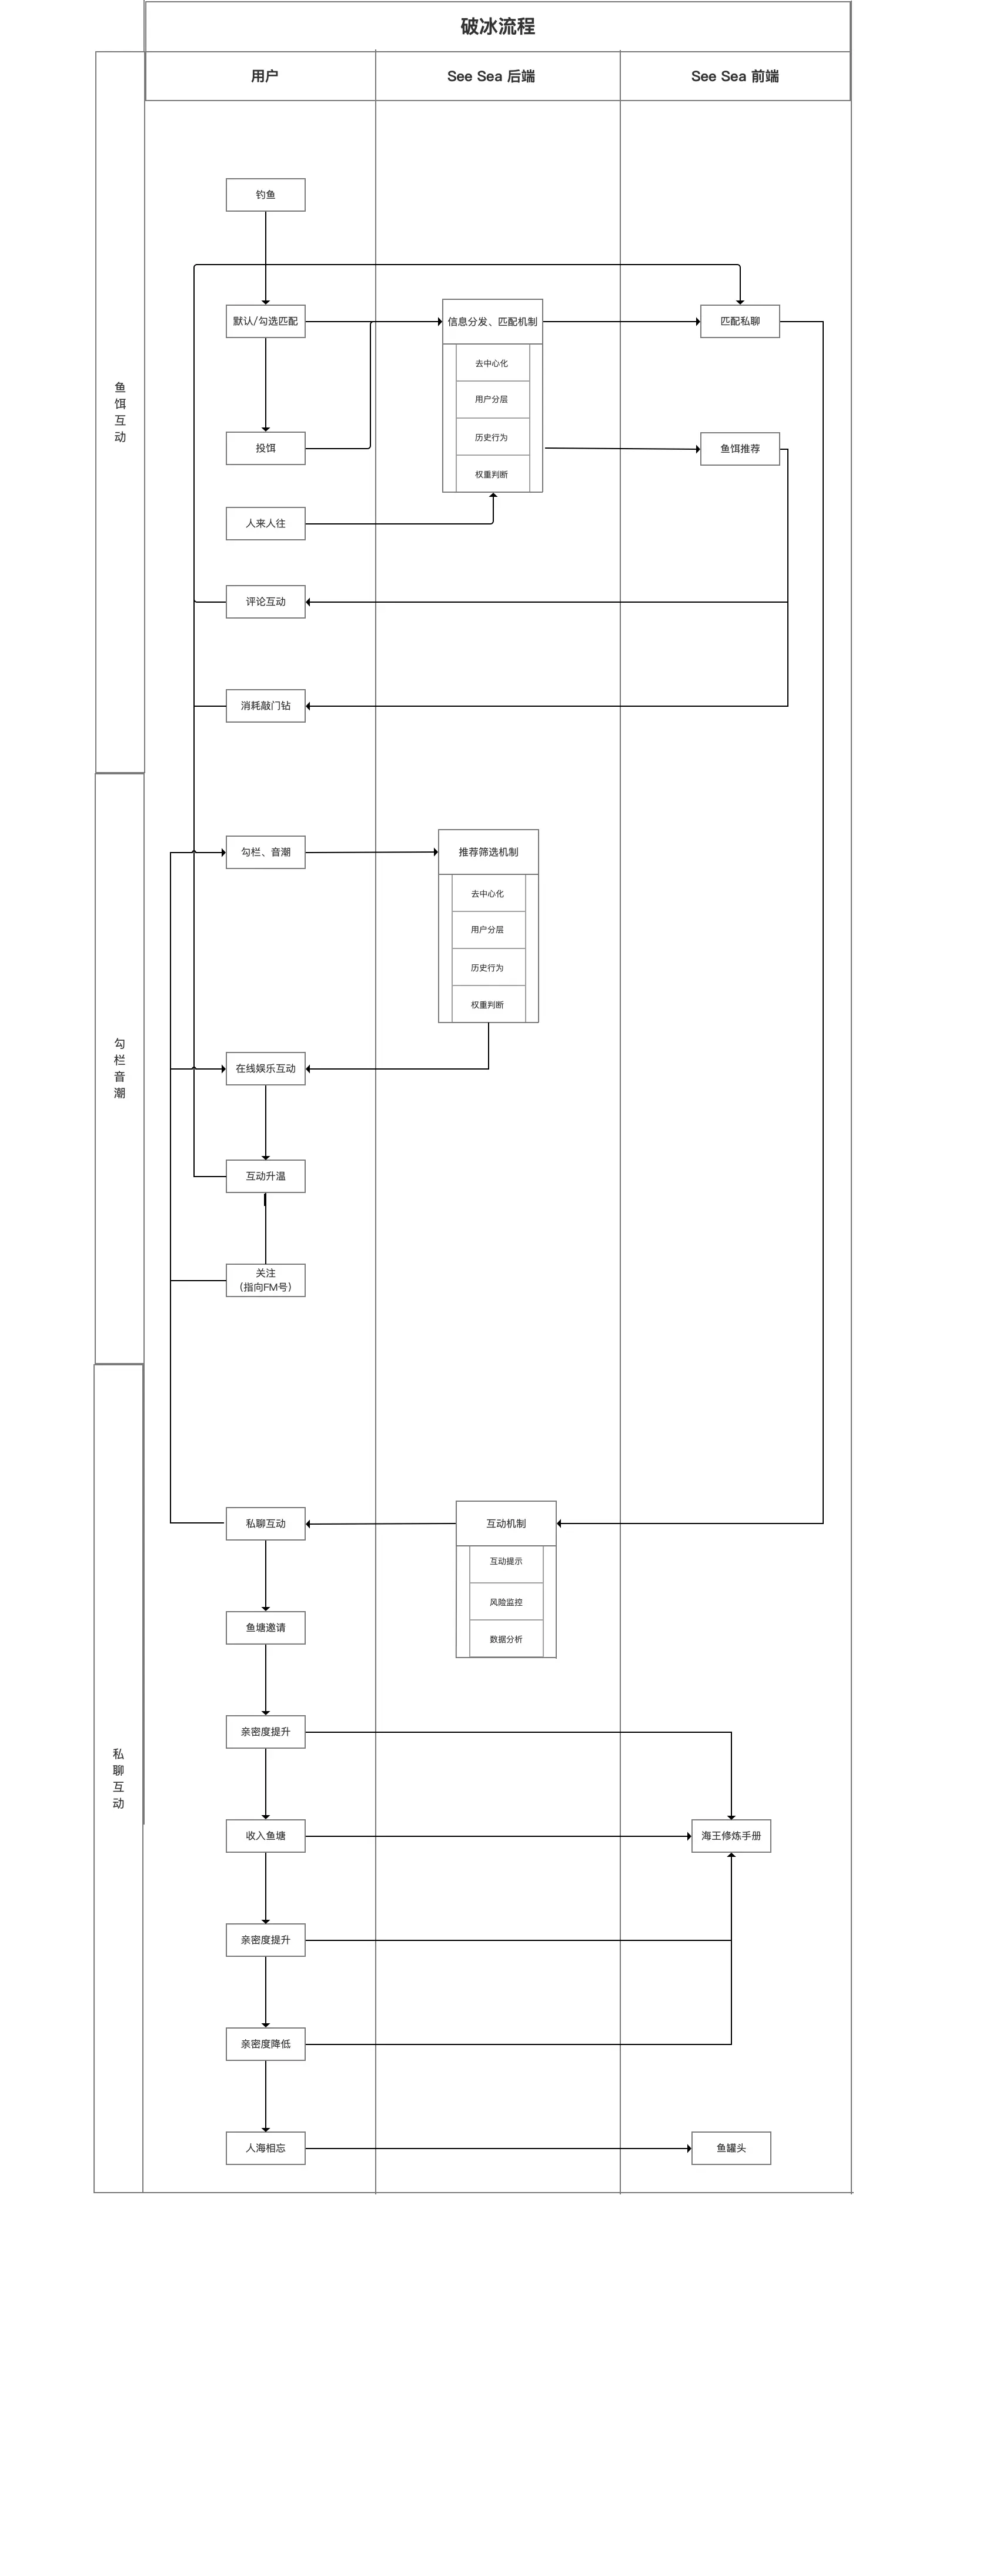 破冰流程
用户
See Sea 后端
See Sea 前端
钓鱼
默认/勾选匹配
信息分发、匹配机制
匹配私聊
去中心化
鱼
饵
互
动
用户分层
历史行为
投饵
鱼饵推荐
权重判断
人来人往
评论互动
消耗敲门钻
勾栏、音潮
推荐筛选机制
去中心化
用户分层
历史行为
权重判断
勾
栏
音
潮
在线娱乐互动
互动升温
关注
（指向FM号）
私聊互动
互动机制
互动提示
风险监控
鱼塘邀请
数据分析
亲密度提升
私
聊
互
动
收入鱼塘
海王修炼手册
亲密度提升
亲密度降低
人海相忘
鱼罐头